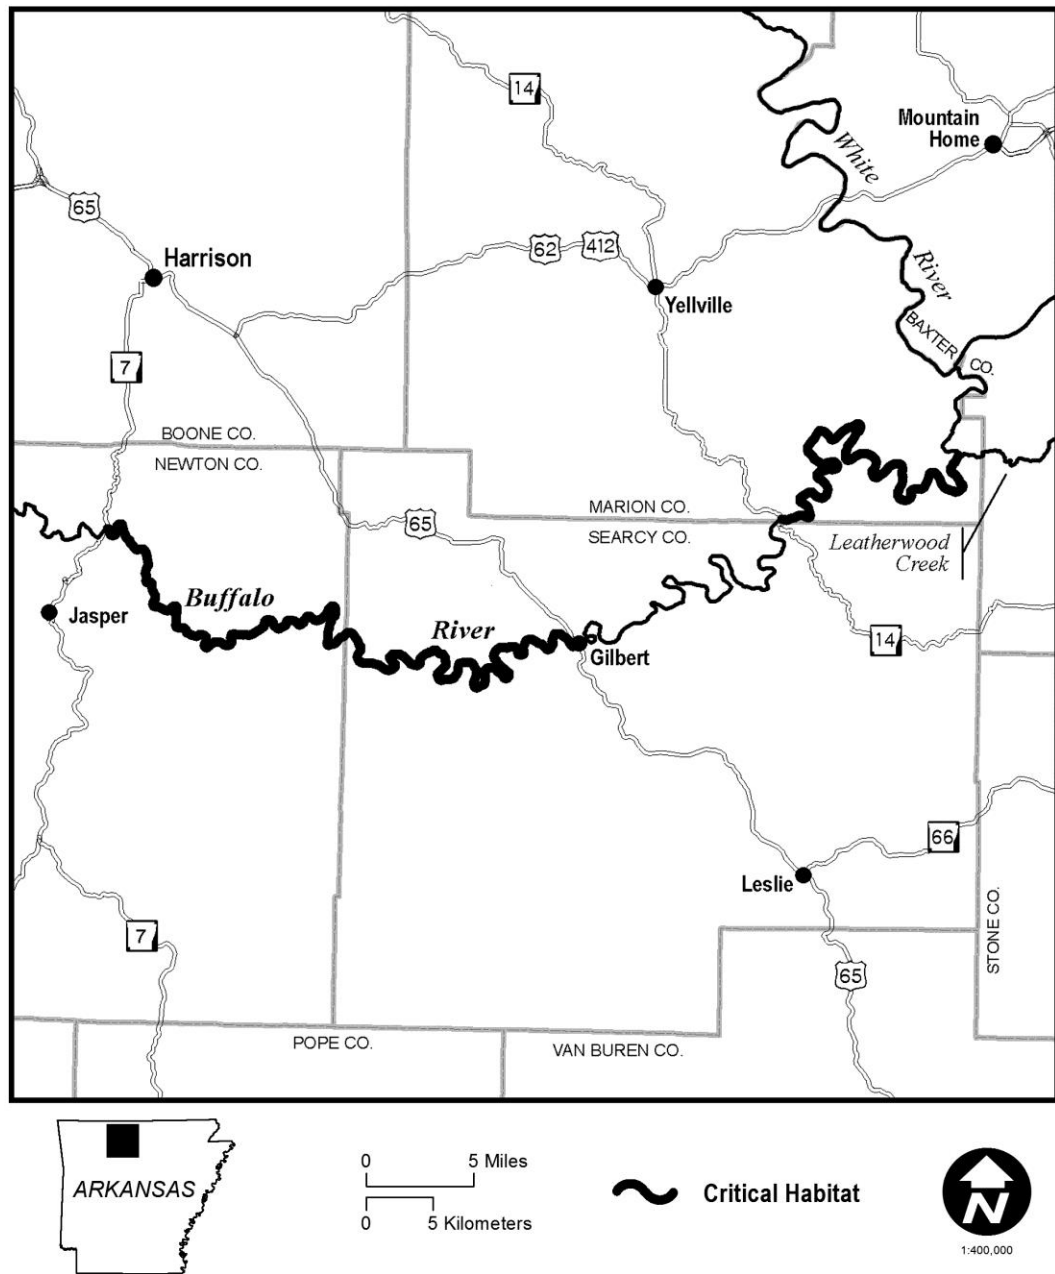 14
Mountain
Home
White
65
Harrison
62
412
River
Yellville
BAXTER
CO.
7
BOONE CO.
NEWTON CO.
MARION CO.
SEARCY CO.
65
Leatherwood
Creek
Buffalo
Jasper
River
Gilbert
14
66
Leslie
7
STONE CO.
65
POPE CO.
VAN BUREN CO.
ARKANSAS
0 5 Miles
0 5 Kilometers
Critical Habitat
N
1:400,000